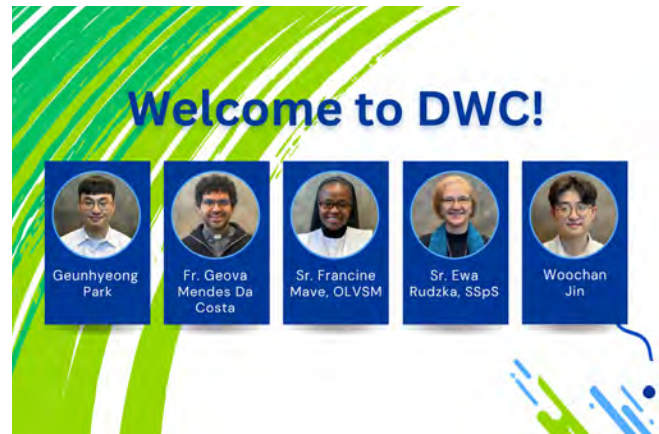 Welcome to DWC!
Geunhyeong
Park
Fr. Geova
Mendes Da
Costa
Sr. Francine
Mave, OLVSM
Sr. Ewa
Rudzka, SSpS
Woochan
Jin